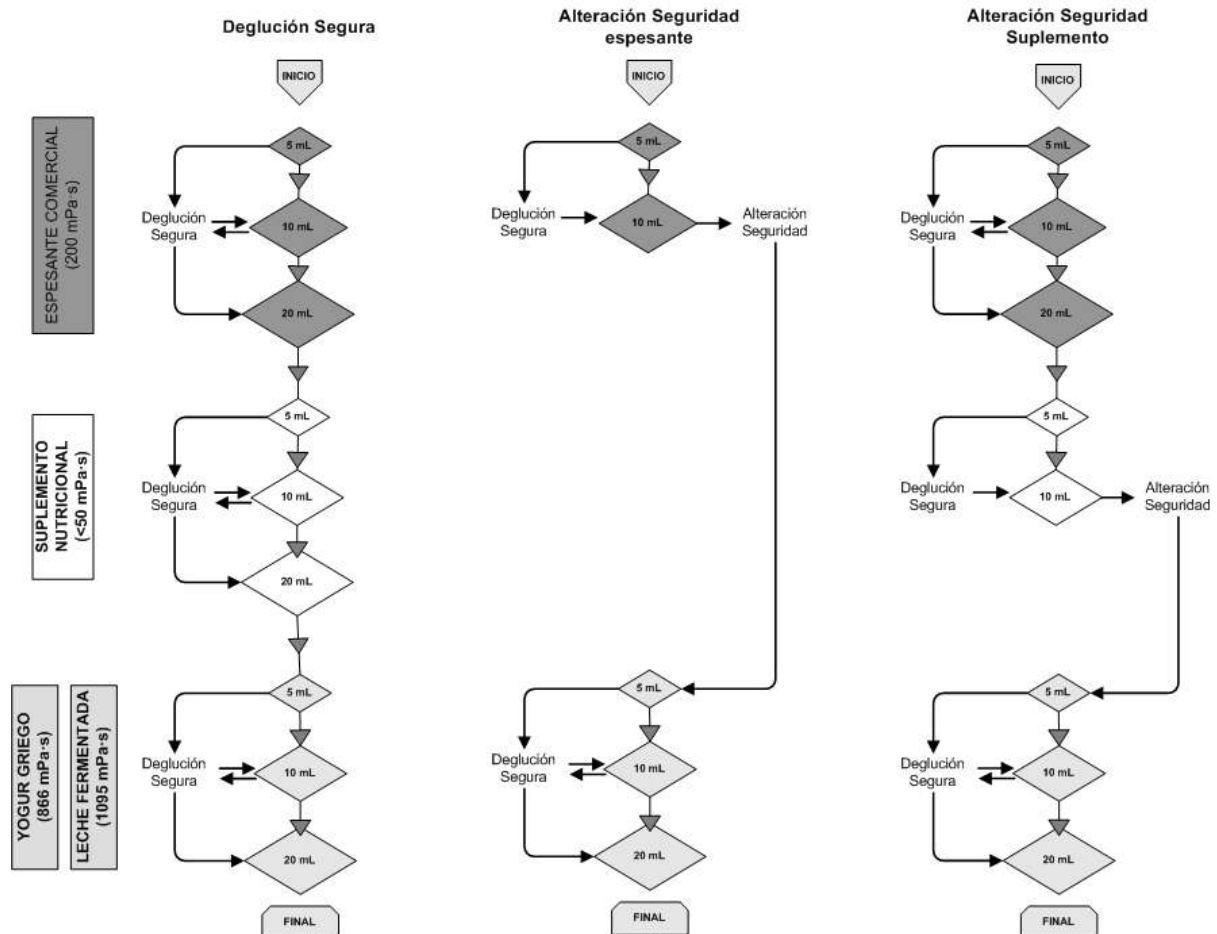 Deglución Segura
Alteración Seguridad
espesante
Alteración Seguridad
Suplemento
INICIO
INICIO
INICIO
ESPESANTE COMERCIAL
(200 mPa·s)
5 mL
5 mL
5 mL
Deglución
Segura
10 mL
Deglución
Segura
10 mL
Alteración
Seguridad
Deglución
Segura
10 mL
20 mL
20 mL
SUPLEMENTO
NUTRICIONAL
(<50 mPa·s)
5 mL
5 mL
Deglución
Segura
10 mL
Deglución
Segura
10 mL
Alteración
Seguridad
20 mL
YOGUR GRIEGO
(866 mPa·s)
LECHE FERMENTADA
(1095 mPa·s)
5 mL
5 mL
5 mL
Deglución
Segura
10 mL
Deglución
Segura
10 mL
Deglución
Segura
10 mL
20 mL
20 mL
20 mL
FINAL
FINAL
FINAL